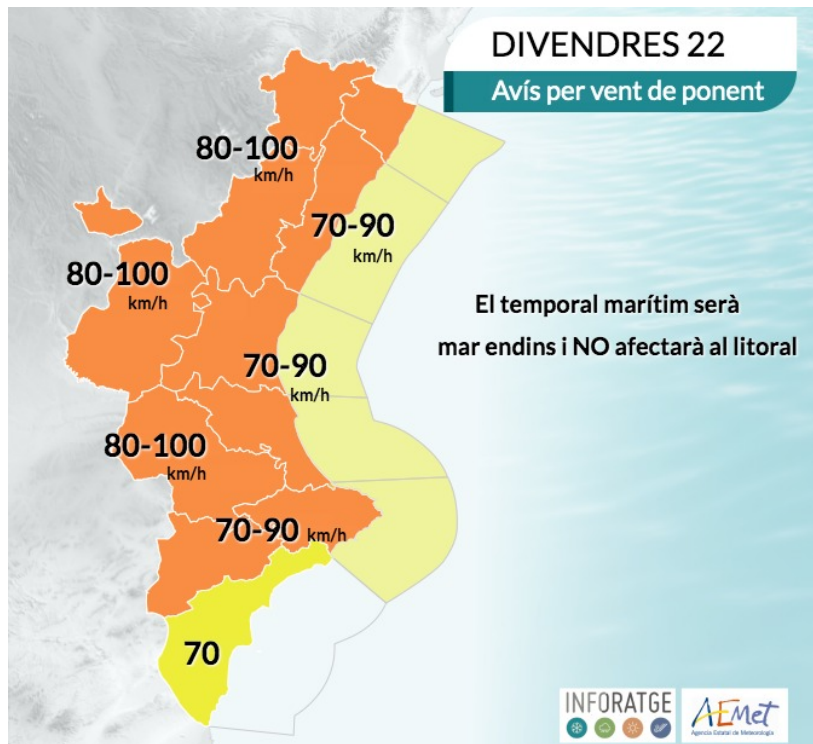 DIVENDRES 22
Avís per vent de ponent
80-100
km/h
70-90
km/h
80-100
km/h
El temporal marítim serà
mar endins i NO afectarà al litoral
70-90
km/h
80-100
km/h
70-90 km/h
70
INFORATGE
AEMet
Agencia Estatal de Meteorología